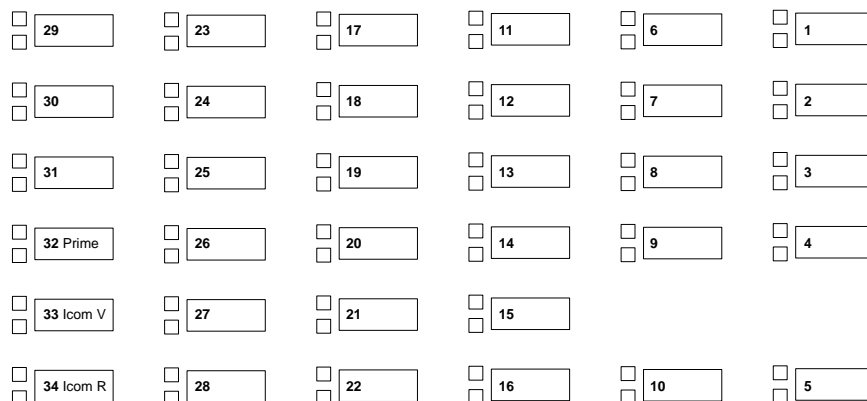 29 23 17 11 6 1
30 24 18 12 7 2
31 25 19 13 8 3
32 Prime 26 20 14 9 4
33 Icom V 27 21 15
34 Icom R 28 22 16 10 5